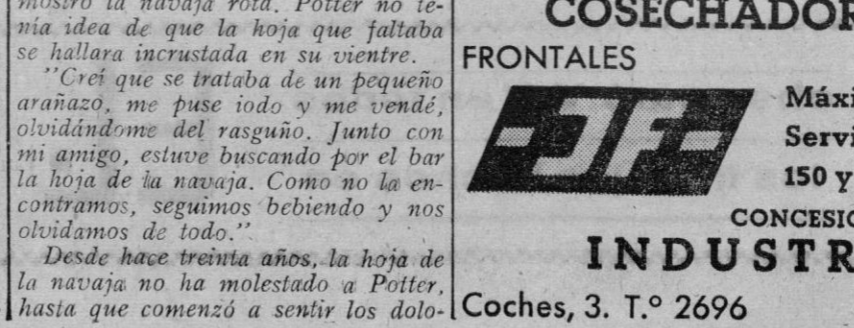 mostró la navaja rota. Potter no te-
nía idea de que la hoja que faltaba
se hallara incrustada en su vientre.
"Creí que se trataba de un pequeño
arañazo, me puse iodo y me vendé,
olvidándome del rasguño. Junto con
mi amigo, estuve buscando por el bar
la hoja de la navaja. Como no la en-
contramos, seguimos bebiendo y nos
olvidamos de todo."
Desde hace treinta años, la hoja de
la navaja no ha molestado a Potter,
hasta que comenzó a sentir los dolo-
COSECHADOR
FRONTALES
-JF-
Máxi
Servi
150 y
CONCESIO
INDUSTR
Coches, 3. T.º 2696